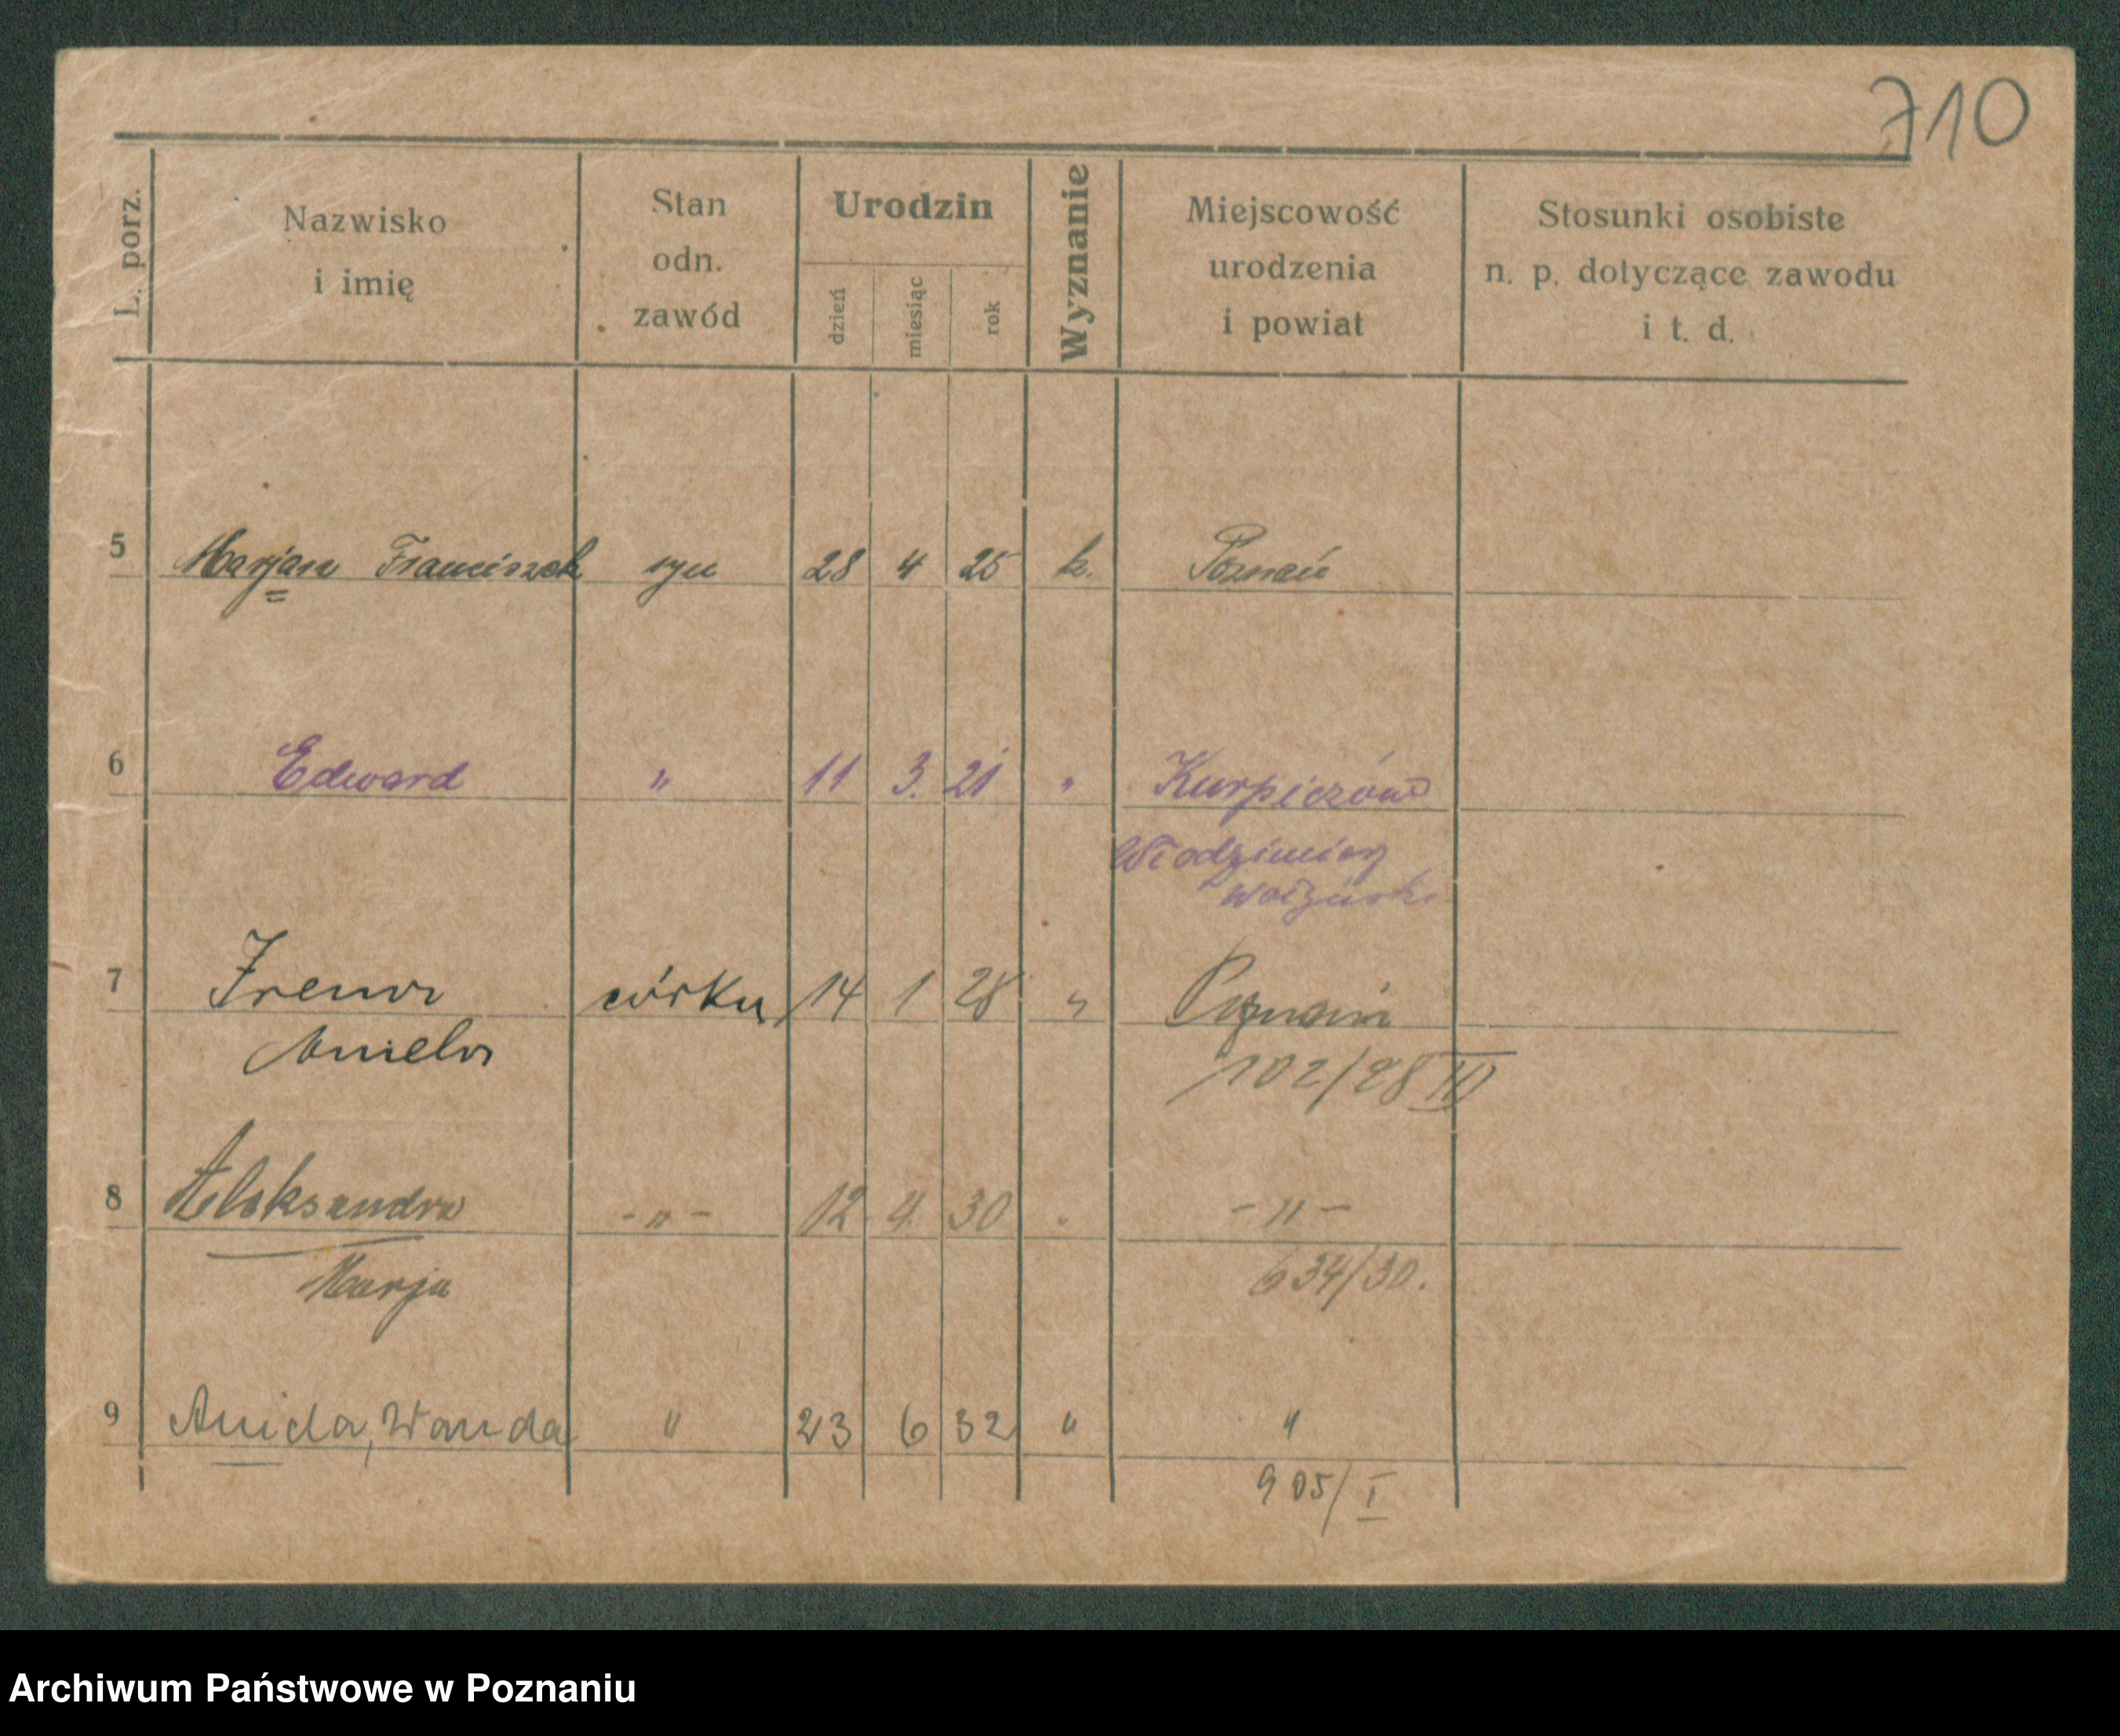 710
L. porz.
Nazwisko
i imię
Stan
odn.
zawód
Urodzin
dzień
miesiąc
rok
Wyznanie
Miejscowość
urodzenia
i powiat
Stosunki osobiste
n. p. dotyczące zawodu
i t. d.
5 Marjan Franciszek syn 28 4 25 k. Poznań
6 Edward " 11 3. 21 " Kurpiczów
Włodzimierz
Wołyński
7 Irena córka 14 1 28 " Poznań
Aniela 102/28 II
8 Aleksandra -"- 12 4. 30 " -"-
Marja 634/30.
9 Anida, Wanda " 23 6 32 " "
905/I
Archiwum Państwowe w Poznaniu